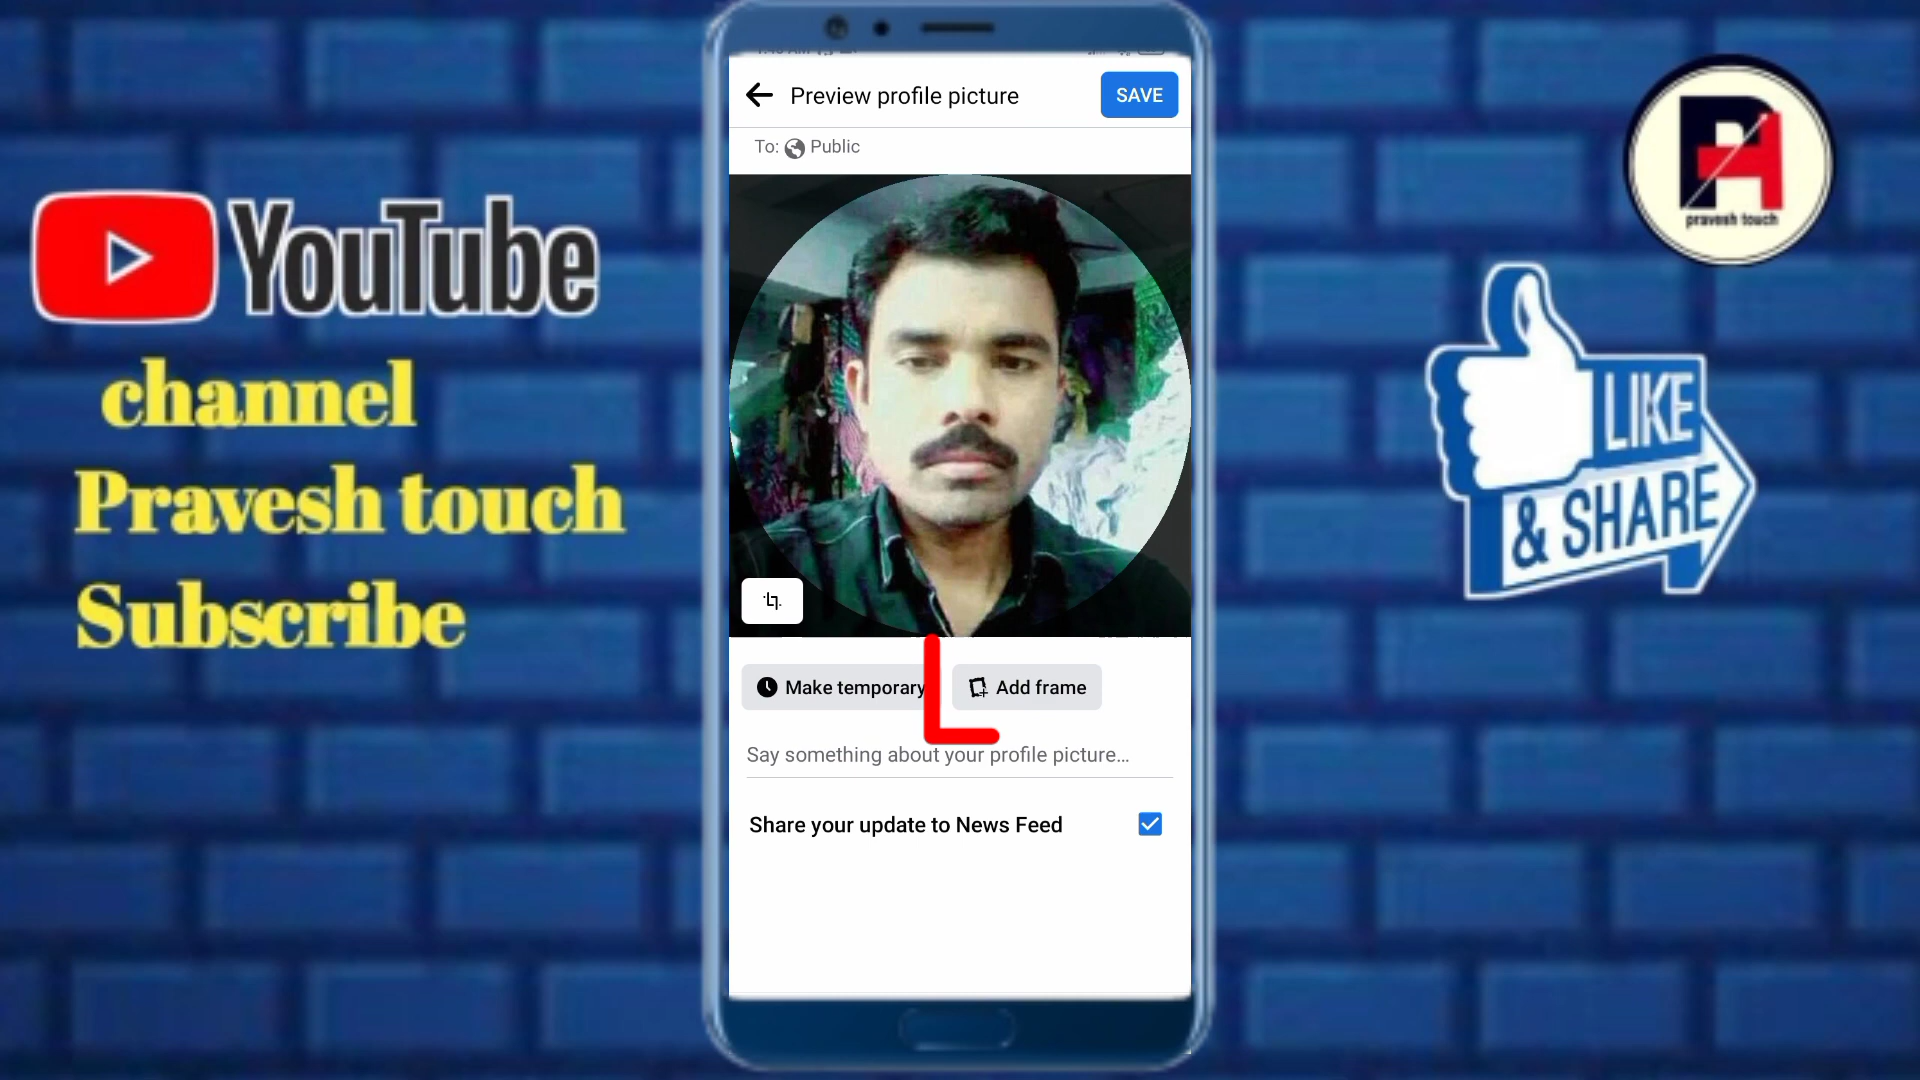 YouTube
channel
Pravesh touch
Subscribe
Preview profile picture
SAVE
To: Public
Make temporary
Add frame
Say something about your profile picture...
Share your update to News Feed
PA
pravesh touch
LIKE
& SHARE